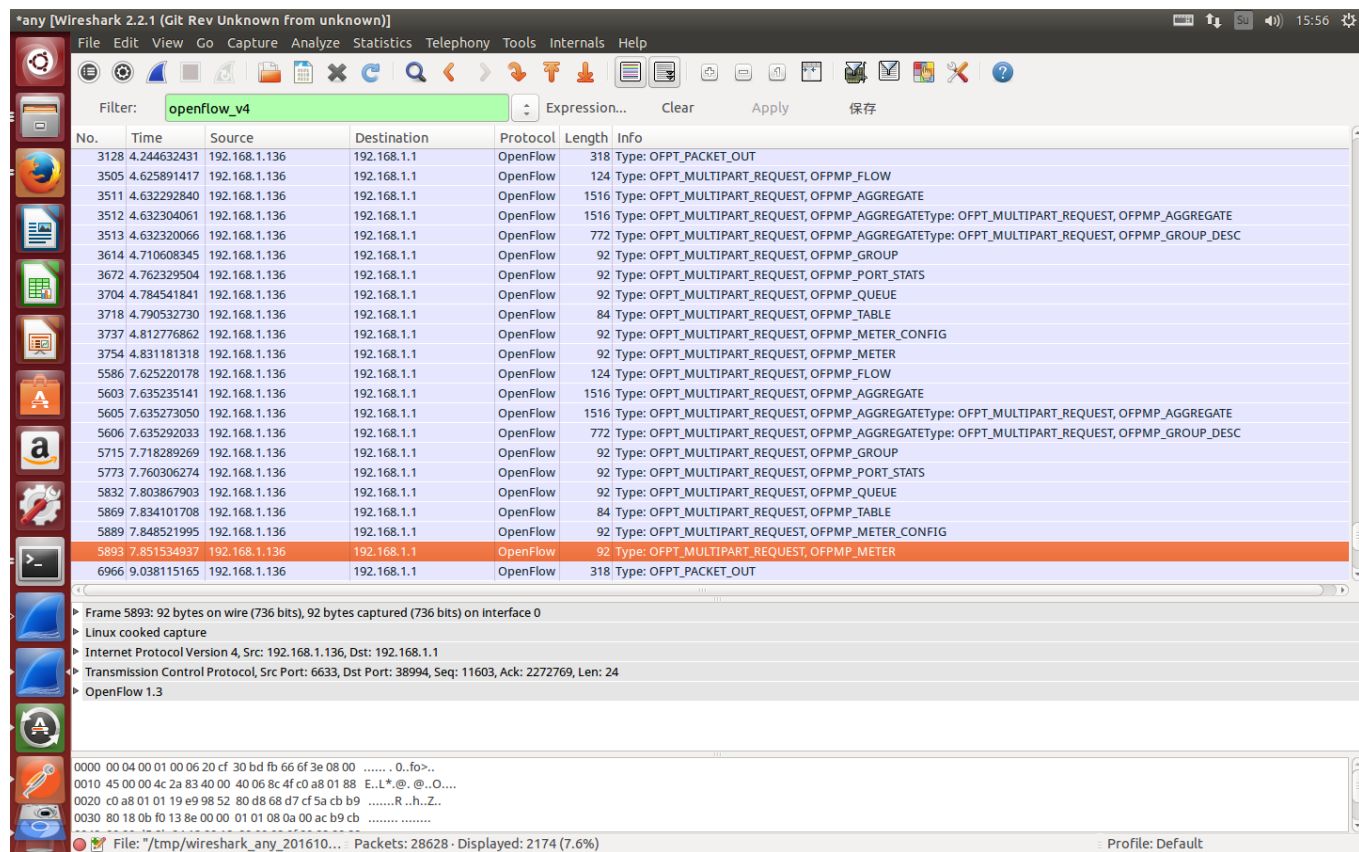 *any [Wireshark 2.2.1 (Git Rev Unknown from unknown)] Su 15:56
File Edit View Go Capture Analyze Statistics Telephony Tools Internals Help
Filter: openflow_v4 Expression... Clear Apply 保存
No. Time Source Destination Protocol Length Info
3128 4.244632431 192.168.1.136 192.168.1.1 OpenFlow 318 Type: OFPT_PACKET_OUT
3505 4.625891417 192.168.1.136 192.168.1.1 OpenFlow 124 Type: OFPT_MULTIPART_REQUEST, OFPMP_FLOW
3511 4.632292840 192.168.1.136 192.168.1.1 OpenFlow 1516 Type: OFPT_MULTIPART_REQUEST, OFPMP_AGGREGATE
3512 4.632304061 192.168.1.136 192.168.1.1 OpenFlow 1516 Type: OFPT_MULTIPART_REQUEST, OFPMP_AGGREGATEType: OFPT_MULTIPART_REQUEST, OFPMP_AGGREGATE
3513 4.632320066 192.168.1.136 192.168.1.1 OpenFlow 772 Type: OFPT_MULTIPART_REQUEST, OFPMP_AGGREGATEType: OFPT_MULTIPART_REQUEST, OFPMP_GROUP_DESC
3614 4.710608345 192.168.1.136 192.168.1.1 OpenFlow 92 Type: OFPT_MULTIPART_REQUEST, OFPMP_GROUP
3672 4.762329504 192.168.1.136 192.168.1.1 OpenFlow 92 Type: OFPT_MULTIPART_REQUEST, OFPMP_PORT_STATS
3704 4.784541841 192.168.1.136 192.168.1.1 OpenFlow 92 Type: OFPT_MULTIPART_REQUEST, OFPMP_QUEUE
3718 4.790532730 192.168.1.136 192.168.1.1 OpenFlow 84 Type: OFPT_MULTIPART_REQUEST, OFPMP_TABLE
3737 4.812776862 192.168.1.136 192.168.1.1 OpenFlow 92 Type: OFPT_MULTIPART_REQUEST, OFPMP_METER_CONFIG
3754 4.831181318 192.168.1.136 192.168.1.1 OpenFlow 92 Type: OFPT_MULTIPART_REQUEST, OFPMP_METER
5586 7.625220178 192.168.1.136 192.168.1.1 OpenFlow 124 Type: OFPT_MULTIPART_REQUEST, OFPMP_FLOW
5603 7.635235141 192.168.1.136 192.168.1.1 OpenFlow 1516 Type: OFPT_MULTIPART_REQUEST, OFPMP_AGGREGATE
5605 7.635273050 192.168.1.136 192.168.1.1 OpenFlow 1516 Type: OFPT_MULTIPART_REQUEST, OFPMP_AGGREGATEType: OFPT_MULTIPART_REQUEST, OFPMP_AGGREGATE
5606 7.635292033 192.168.1.136 192.168.1.1 OpenFlow 772 Type: OFPT_MULTIPART_REQUEST, OFPMP_AGGREGATEType: OFPT_MULTIPART_REQUEST, OFPMP_GROUP_DESC
5715 7.718289269 192.168.1.136 192.168.1.1 OpenFlow 92 Type: OFPT_MULTIPART_REQUEST, OFPMP_GROUP
5773 7.760306274 192.168.1.136 192.168.1.1 OpenFlow 92 Type: OFPT_MULTIPART_REQUEST, OFPMP_PORT_STATS
5832 7.803867903 192.168.1.136 192.168.1.1 OpenFlow 92 Type: OFPT_MULTIPART_REQUEST, OFPMP_QUEUE
5869 7.834101708 192.168.1.136 192.168.1.1 OpenFlow 84 Type: OFPT_MULTIPART_REQUEST, OFPMP_TABLE
5889 7.848521995 192.168.1.136 192.168.1.1 OpenFlow 92 Type: OFPT_MULTIPART_REQUEST, OFPMP_METER_CONFIG
5893 7.851534937 192.168.1.136 192.168.1.1 OpenFlow 92 Type: OFPT_MULTIPART_REQUEST, OFPMP_METER
6966 9.038115165 192.168.1.136 192.168.1.1 OpenFlow 318 Type: OFPT_PACKET_OUT
Frame 5893: 92 bytes on wire (736 bits), 92 bytes captured (736 bits) on interface 0
Linux cooked capture
Internet Protocol Version 4, Src: 192.168.1.136, Dst: 192.168.1.1
Transmission Control Protocol, Src Port: 6633, Dst Port: 38994, Seq: 11603, Ack: 2272769, Len: 24
OpenFlow 1.3
0000 00 04 00 01 00 06 20 cf 30 bd fb 66 6f 3e 08 00 ...... . 0..fo>..
0010 45 00 00 4c 2a 83 40 00 40 06 8c 4f c0 a8 01 88 E..L*.@. @..O....
0020 c0 a8 01 01 19 e9 98 52 80 d8 68 d7 cf 5a cb b9 .......R ..h..Z..
0030 80 18 0b f0 13 8e 00 00 01 01 08 0a 00 ac b9 cb ........ ........
File: "/tmp/wireshark_any_201610... Packets: 28628 · Displayed: 2174 (7.6%) Profile: Default